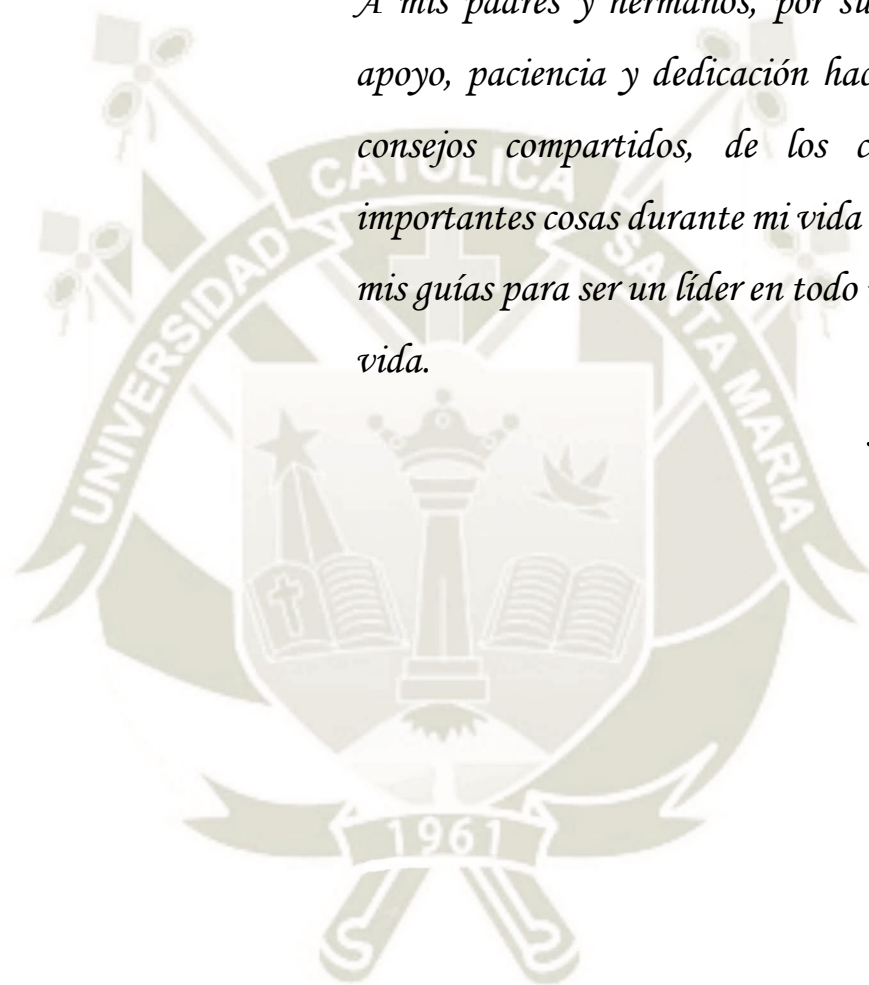 A mis padres y hermanos, por su
apoyo, paciencia y dedicación
consejos compartidos, de los
importantes cosas durante mi vida
mis guías para ser un líder en todo
vida.
UNIVERSIDAD CATOLICA SANTA MARIA
1961